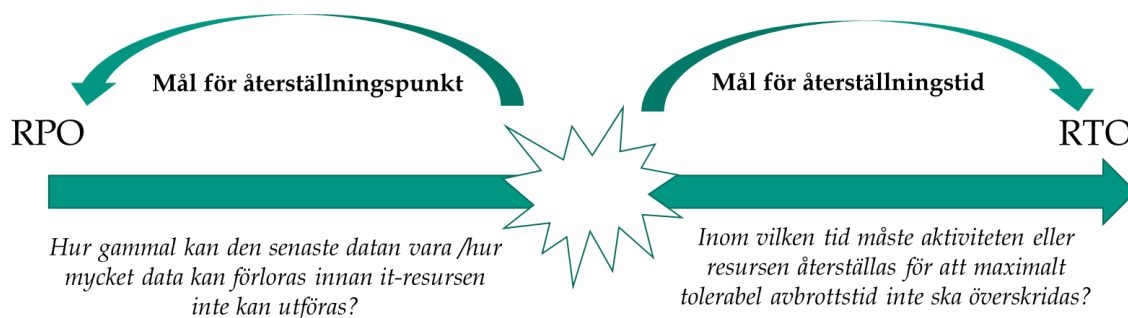 Mål för återställningspunkt
Mål för återställningstid
RPO
RTO
Hur gammal kan den senaste datan vara /hur
mycket data kan förloras innan it-resursen
inte kan utföras?
Inom vilken tid måste aktiviteten eller
resursen återställas för att maximalt
tolerabel avbrottstid inte ska överskridas?